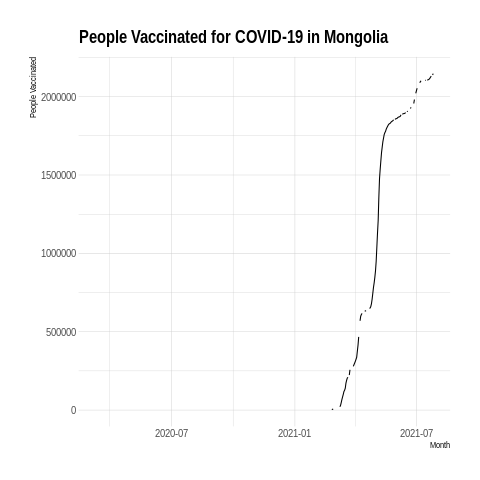 People Vaccinated for COVID-19 in Mongolia
People Vaccinated
2000000
1500000
1000000
500000
0
2020-07
2021-01
2021-07
Month